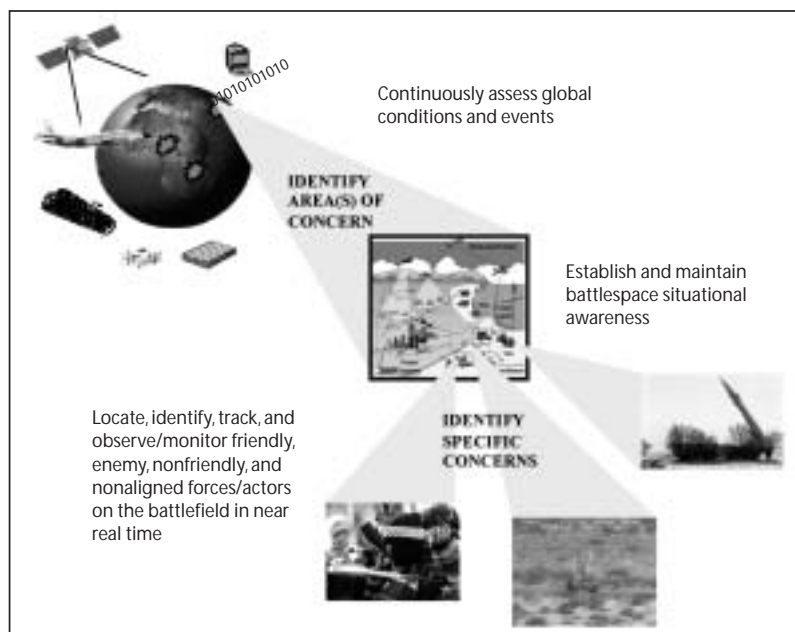 01010101010
Continuously assess global
conditions and events
IDENTIFY
AREA(S) OF
CONCERN
Establish and maintain
battlespace situational
awareness
Locate, identify, track, and
observe/monitor friendly,
enemy, nonfriendly, and
nonaligned forces/actors
on the battlefield in near
real time
IDENTIFY
SPECIFIC
CONCERNS